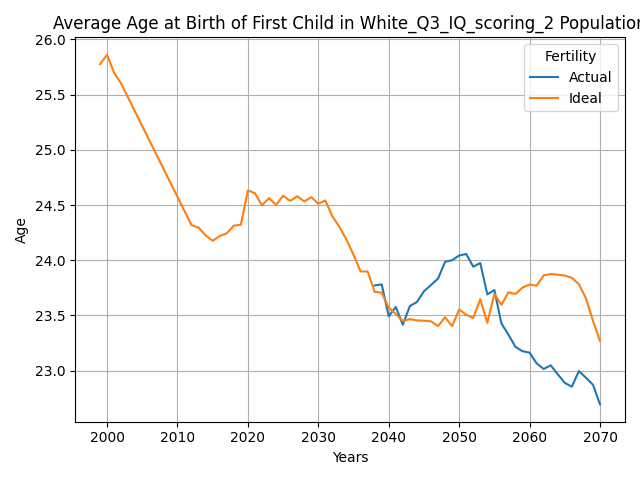 Average Age at Birth of First Child in White_Q3_IQ_scoring_2 Population
26.0
25.5
25.0
24.5
24.0
23.5
23.0
Age
Fertility
Actual
Ideal
2000 2010 2020 2030 2040 2050 2060 2070
Years